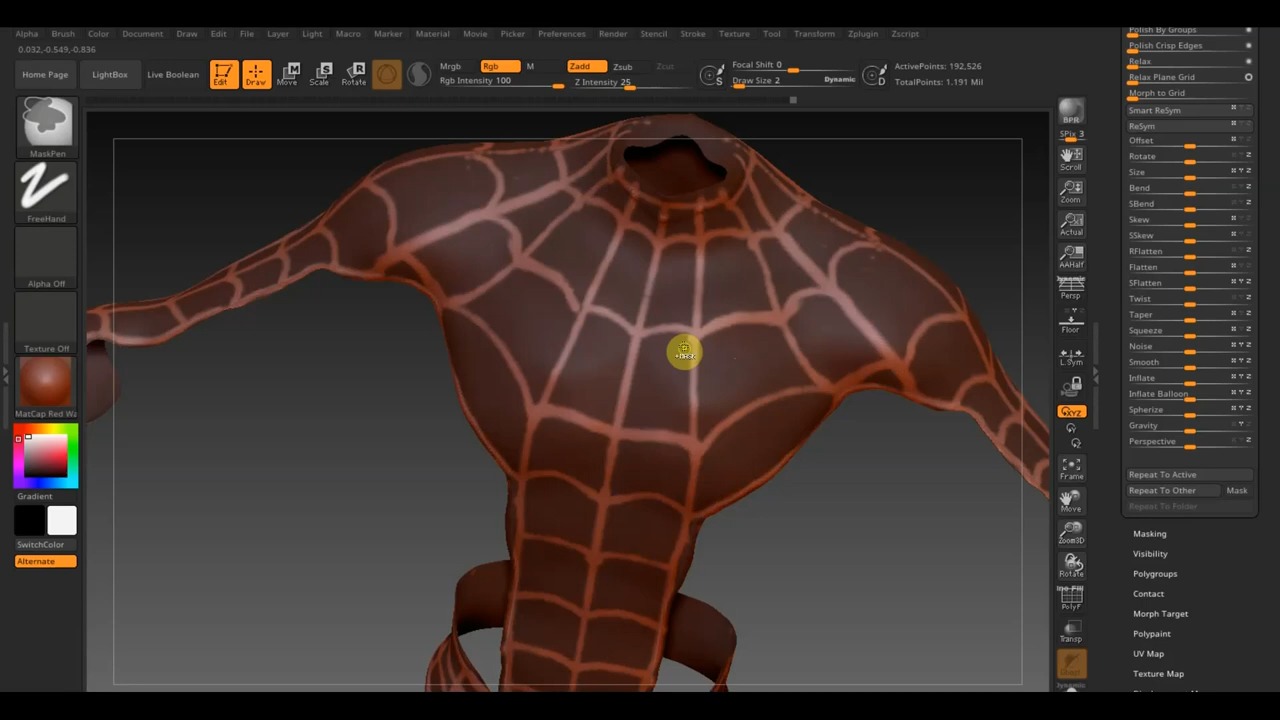 Alpha Brush Color Document Draw Edit File Layer Light Macro Marker Material Movie Picker Preferences Render Stencil Stroke Texture Tool Transform Zplugin Zscript
0.032,-0.549,-0.836
Home Page
LightBox
Live Boolean
Edit
Draw
Move
Scale
Rotate
Mrgb
Rgb
M
Rgb Intensity 100
Zadd
Zsub
Zcut
Z Intensity 25
S
Focal Shift 0
Draw Size 2
Dynamic
D
ActivePoints: 192,526
TotalPoints: 1.191 Mil
MaskPen
FreeHand
Alpha Off
Texture Off
MatCap Red Wa
Gradient
SwitchColor
Alternate
BPR
SPix 3
Scroll
Zoom
Actual
AAHalf
Dynamic
Persp
Floor
L.Sym
XYZ
Frame
Move
Zoom3D
Rotate
PolyF
Transp
Dynamic
Polish By Groups
Polish Crisp Edges
Relax
Relax Plane Grid
Morph to Grid
Smart ReSym
ReSym
Offset
Rotate
Size
Bend
SBend
Skew
SSkew
RFlatten
Flatten
SFlatten
Twist
Taper
Squeeze
Noise
Smooth
Inflate
Inflate Balloon
Spherize
Gravity
Perspective
Repeat To Active
Repeat To Other
Mask
Repeat To Folder
Masking
Visibility
Polygroups
Contact
Morph Target
Polypaint
UV Map
Texture Map